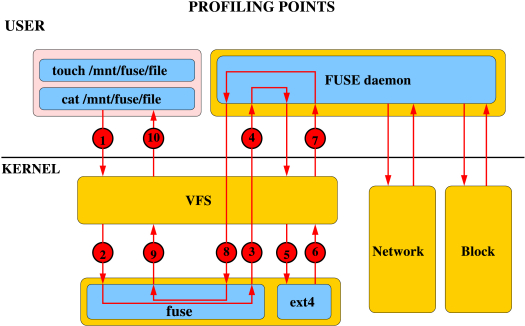 PROFILING POINTS
USER
touch /mnt/fuse/file
cat /mnt/fuse/file
FUSE daemon
1
10
4
7
KERNEL
VFS
2
9
8
3
5
6
Network
Block
fuse
ext4